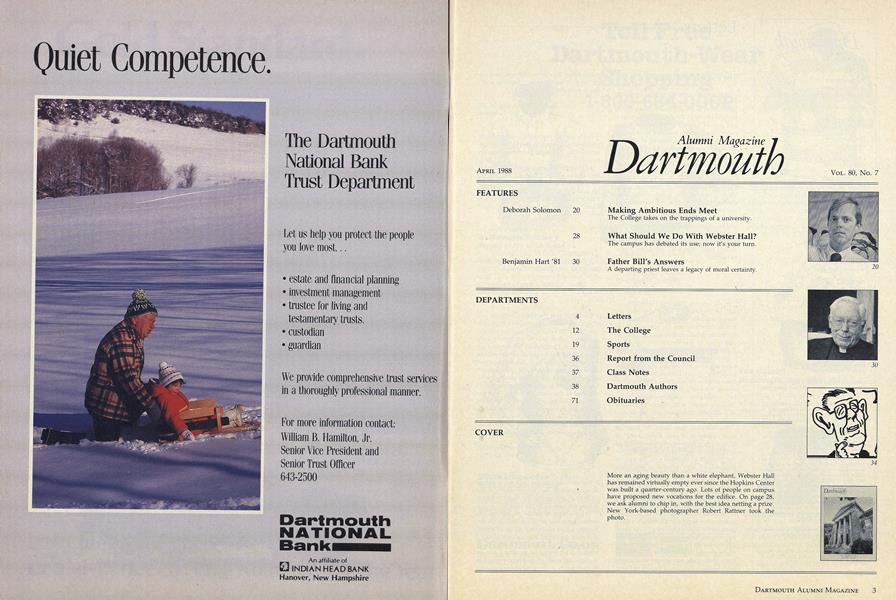 Quiet Competence.
The Dartmouth
National Bank
Trust Department
Let us help you protect the people
you love most. . .
• estate and financial planning
• investment management
• trustee for living and
testamentary trusts.
• custodian
• guardian
We provide comprehensive trust services
in a thoroughly professional manner.
For more information contact:
William B. Hamilton, Jr.
Senior Vice President and
Senior Trust Officer
643-2500
Dartmouth
NATIONAL
Bank
An affiliate of
INDIAN HEAD BANK
Hanover, New Hampshire
Alumni Magazine
Dartmouth
APRIL 1988
VOL. 80, NO. 7
FEATURES
Deborah Solomon 20 Making Ambitious Ends Meet
The College takes on the trappings of a university.
28 What Should We Do With Webster Hall?
The campus has debated its use; now it's your turn.
Benjamin Hart '81 30 Father Bill's Answers
A departing priest leaves a legacy of moral certainty.
20
DEPARTMENTS
4 Letters
12 The College
19 Sports
36 Report from the Council
37 Class Notes
38 Dartmouth Authors
71 Obituaries
30
34
COVER
More an aging beauty than a white elephant, Webster Hall
has remained virtually empty ever since the Hopkins Center
was built a quarter-century ago. Lots of people on campus
have proposed new vocations for the edifice. On page 28,
we ask alumni to chip in, with the best idea netting a prize.
New York-based photographer Robert Rattner took the
photo.
Dartmouth
DARTMOUTH ALUMNI MAGAZINE 3